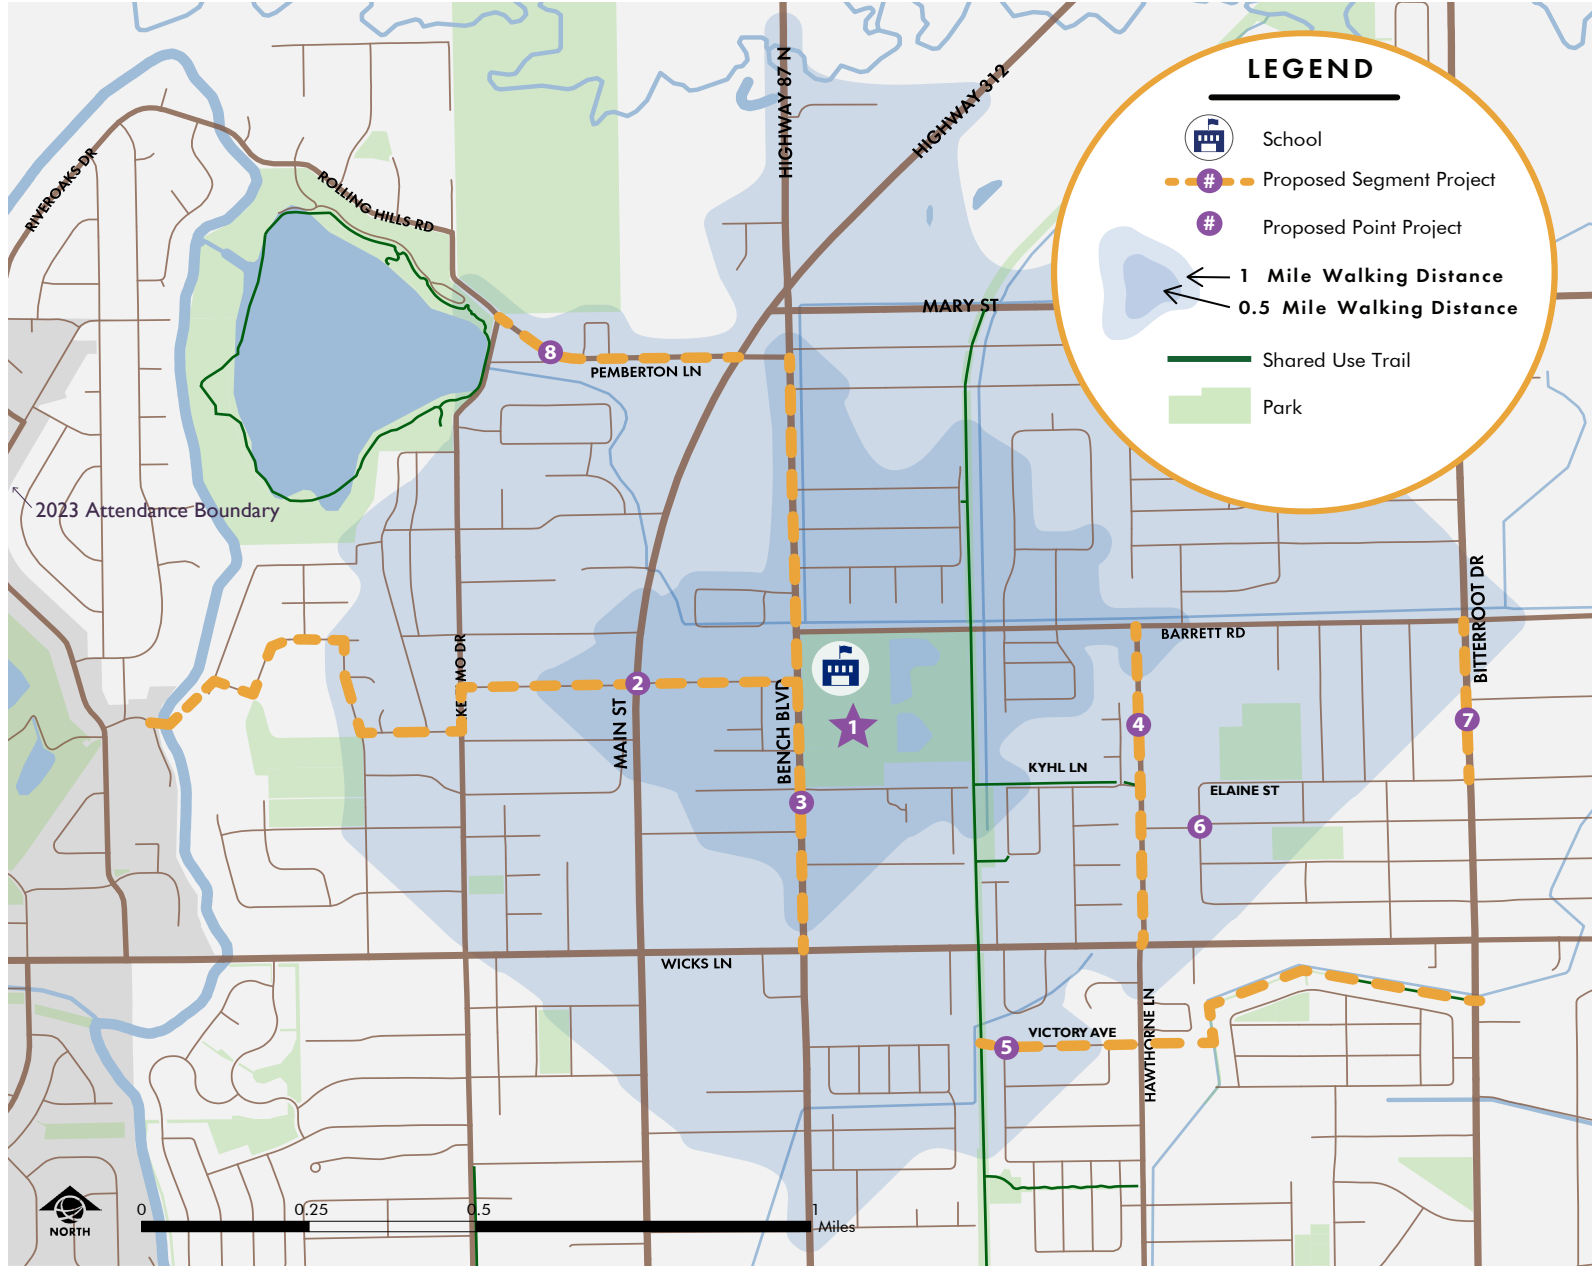 LEGEND
School
#
Proposed Segment Project
#
Proposed Point Project
1 Mile Walking Distance
0.5 Mile Walking Distance
Shared Use Trail
Park
HIGHWAY 87 N
HIGHWAY 312
RIVEROAKS DR
ROLLING HILLS RD
MARY ST
8
PEMBERTON LN
2023 Attendance Boundary
BITTERROOT DR
BARRETT RD
MAIN ST
BENCH BLVD
2
1
4
7
KYHL LN
ELAINE ST
3
6
WICKS LN
HAWTHORNE LN
VICTORY AVE
5
NORTH
0
0.25
0.5
1
Miles